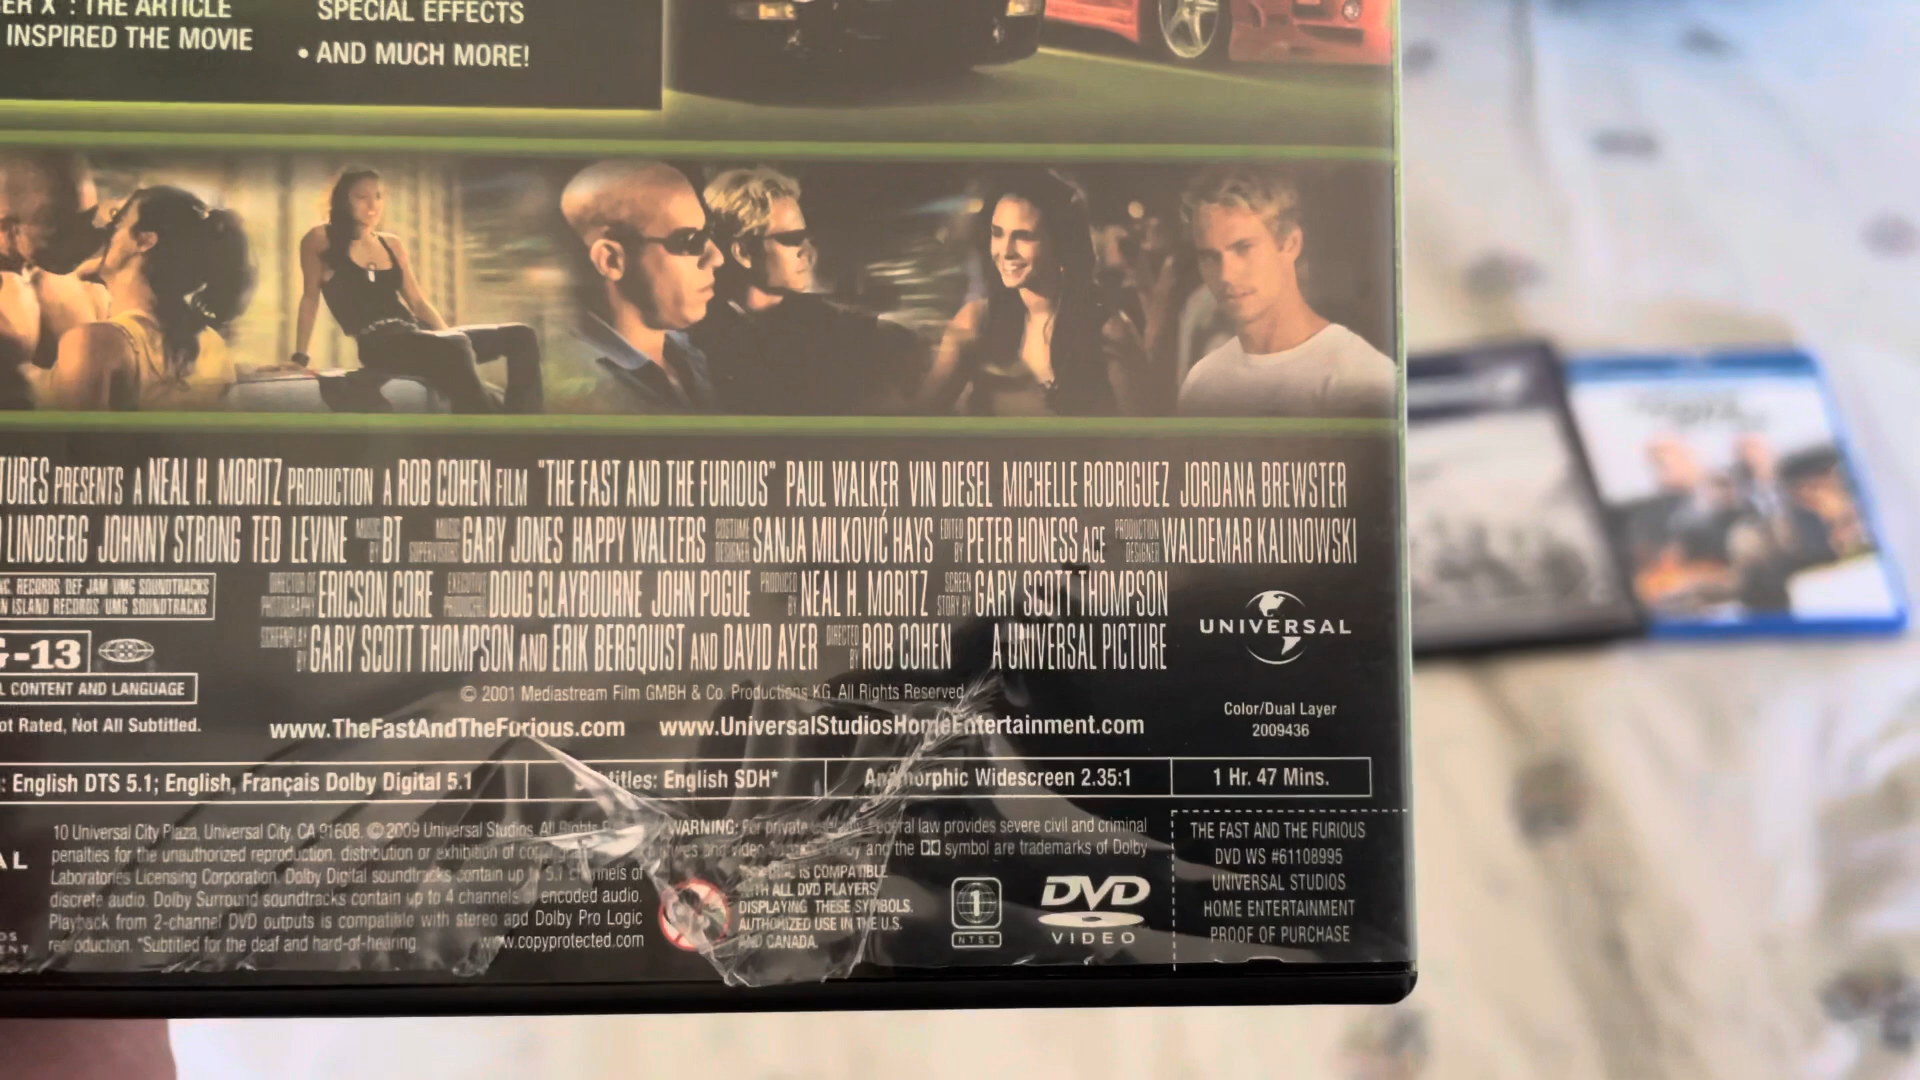 ER X : THE ARTICLE
INSPIRED THE MOVIE
SPECIAL EFFECTS
• AND MUCH MORE!
TURES PRESENTS A NEAL H. MORITZ PRODUCTION A ROB COHEN FILM "THE FAST AND THE FURIOUS" PAUL WALKER VIN DIESEL MICHELLE RODRIGUEZ JORDANA BREWSTER
LINDBERG JOHNNY STRONG TED LEVINE MUSIC BY BT MUSIC SUPERVISORS GARY JONES HAPPY WALTERS COSTUME DESIGNER SANJA MILKOVIĆ HAYS EDITED BY PETER HONESS ACE PRODUCTION DESIGNER WALDEMAR KALINOWSKI
RECORDS DEF JAM UMG SOUNDTRACKS
N ISLAND RECORDS UMG SOUNDTRACKS
DIRECTOR OF PHOTOGRAPHY ERICSON CORE EXECUTIVE PRODUCERS DOUG CLAYBOURNE JOHN POGUE PRODUCED BY NEAL H. MORITZ SCREEN STORY BY GARY SCOTT THOMPSON
SCREENPLAY BY GARY SCOTT THOMPSON AND ERIK BERGQUIST AND DAVID AYER DIRECTED BY ROB COHEN A UNIVERSAL PICTURE
UNIVERSAL
G-13
L CONTENT AND LANGUAGE
© 2001 Mediastream Film GMBH & Co. Productions KG. All Rights Reserved.
ot Rated, Not All Subtitled.
www.TheFastAndTheFurious.com www.UniversalStudiosHomeEntertainment.com
Color/Dual Layer
2009436
: English DTS 5.1; English, Français Dolby Digital 5.1
Subtitles: English SDH*
Anamorphic Widescreen 2.35:1
1 Hr. 47 Mins.
AL
10 Universal City Plaza, Universal City, CA 91608. © 2009 Universal Studios. All Rights WARNING: For private Federal law provides severe civil and criminal
penalties for the unauthorized reproduction, distribution or exhibition of and video and the symbol are trademarks of Dolby
Laboratories Licensing Corporation. Dolby Digital soundtracks contain up to 5.1 channels of
discrete audio. Dolby Surround soundtracks contain up to 4 channels encoded audio.
Playback from 2-channel DVD outputs is compatible with stereo and Dolby Pro Logic
reproduction. *Subtitled for the deaf and hard-of-hearing. www.copyprotected.com
DISC IS COMPATIBLE
WITH ALL DVD PLAYERS
DISPLAYING THESE SYMBOLS.
AUTHORIZED USE IN THE U.S.
AND CANADA.
1
NTSC
DVD
VIDEO
THE FAST AND THE FURIOUS
DVD WS #61108995
UNIVERSAL STUDIOS
HOME ENTERTAINMENT
PROOF OF PURCHASE